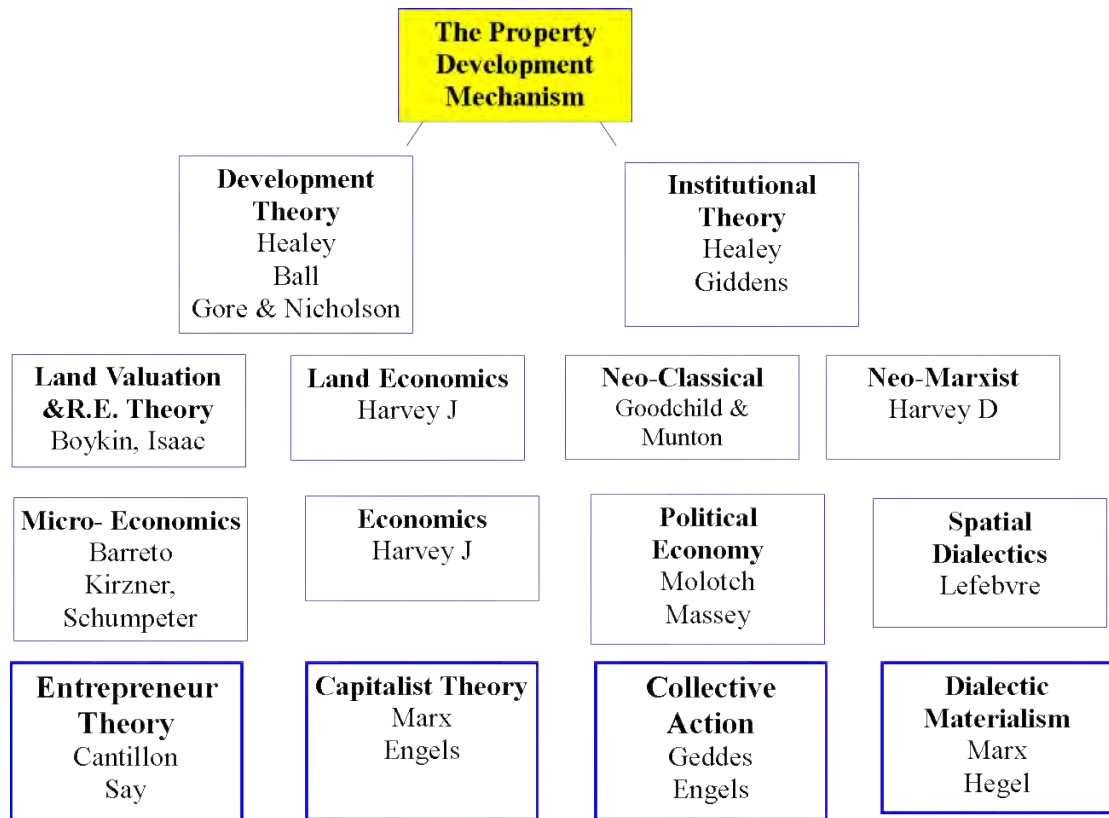 The Property
Development
Mechanism
Development
Theory
Healey
Ball
Gore & Nicholson
Institutional
Theory
Healey
Giddens
Land Valuation
&R.E. Theory
Boykin, Isaac
Land Economics
Harvey J
Neo-Classical
Goodchild &
Munton
Neo-Marxist
Harvey D
Micro- Economics
Barreto
Kirzner,
Schumpeter
Economics
Harvey J
Political
Economy
Molotch
Massey
Spatial
Dialectics
Lefebvre
Entrepreneur
Theory
Cantillon
Say
Capitalist Theory
Marx
Engels
Collective
Action
Geddes
Engels
Dialectic
Materialism
Marx
Hegel